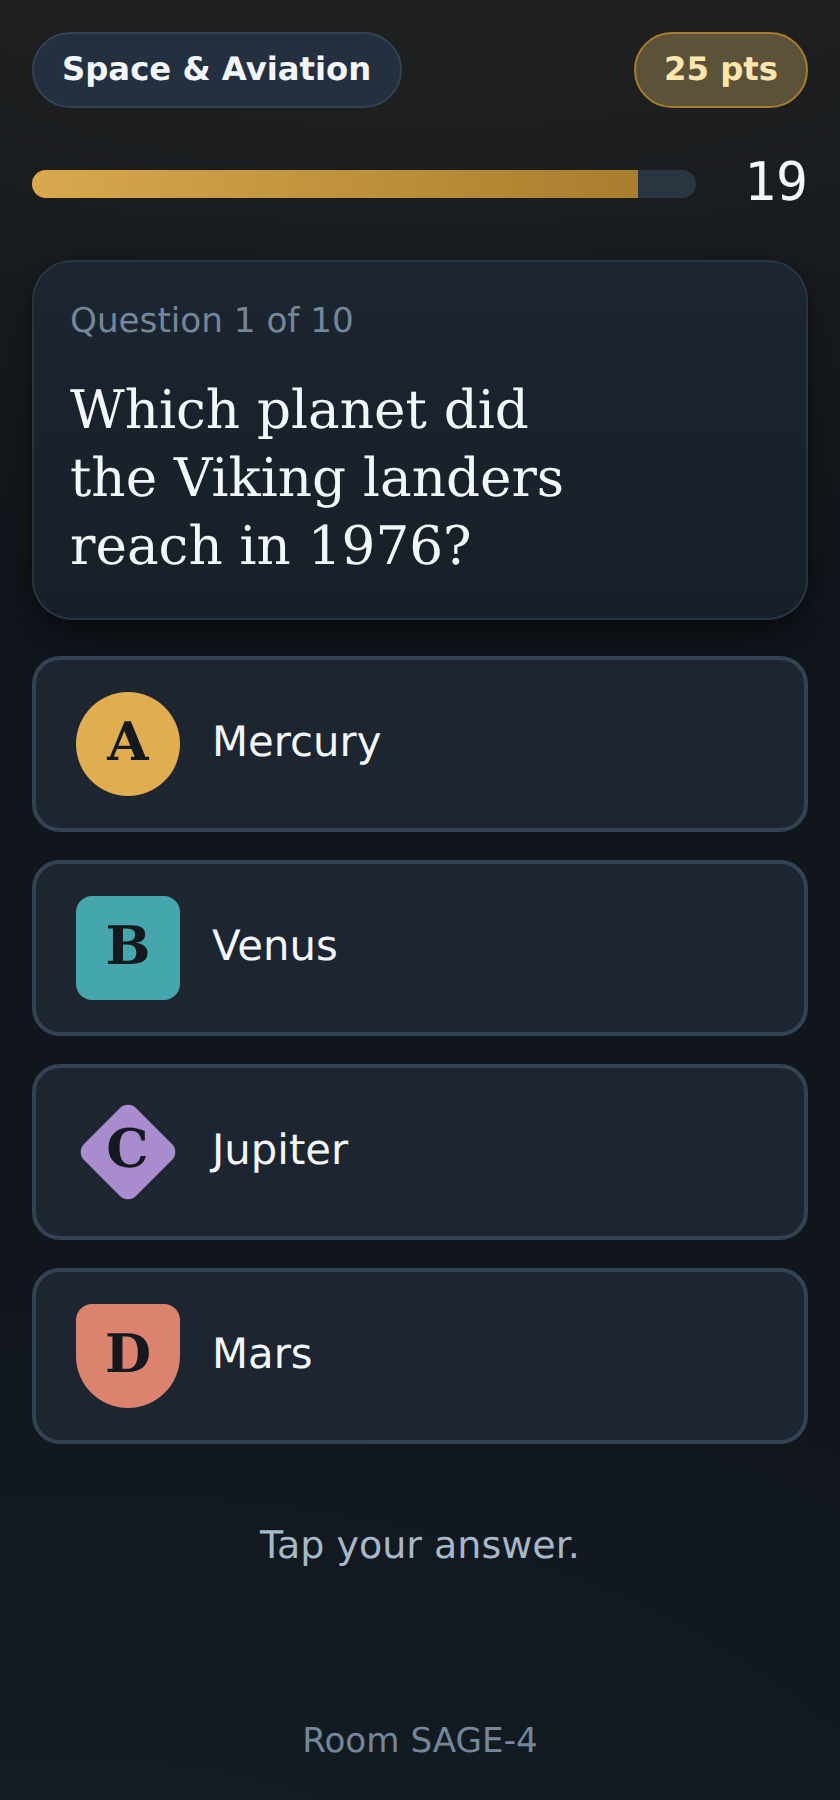 Space & Aviation
25 pts
19
Question 1 of 10
Which planet did
the Viking landers
reach in 1976?
A Mercury
B Venus
C Jupiter
D Mars
Tap your answer.
Room SAGE-4